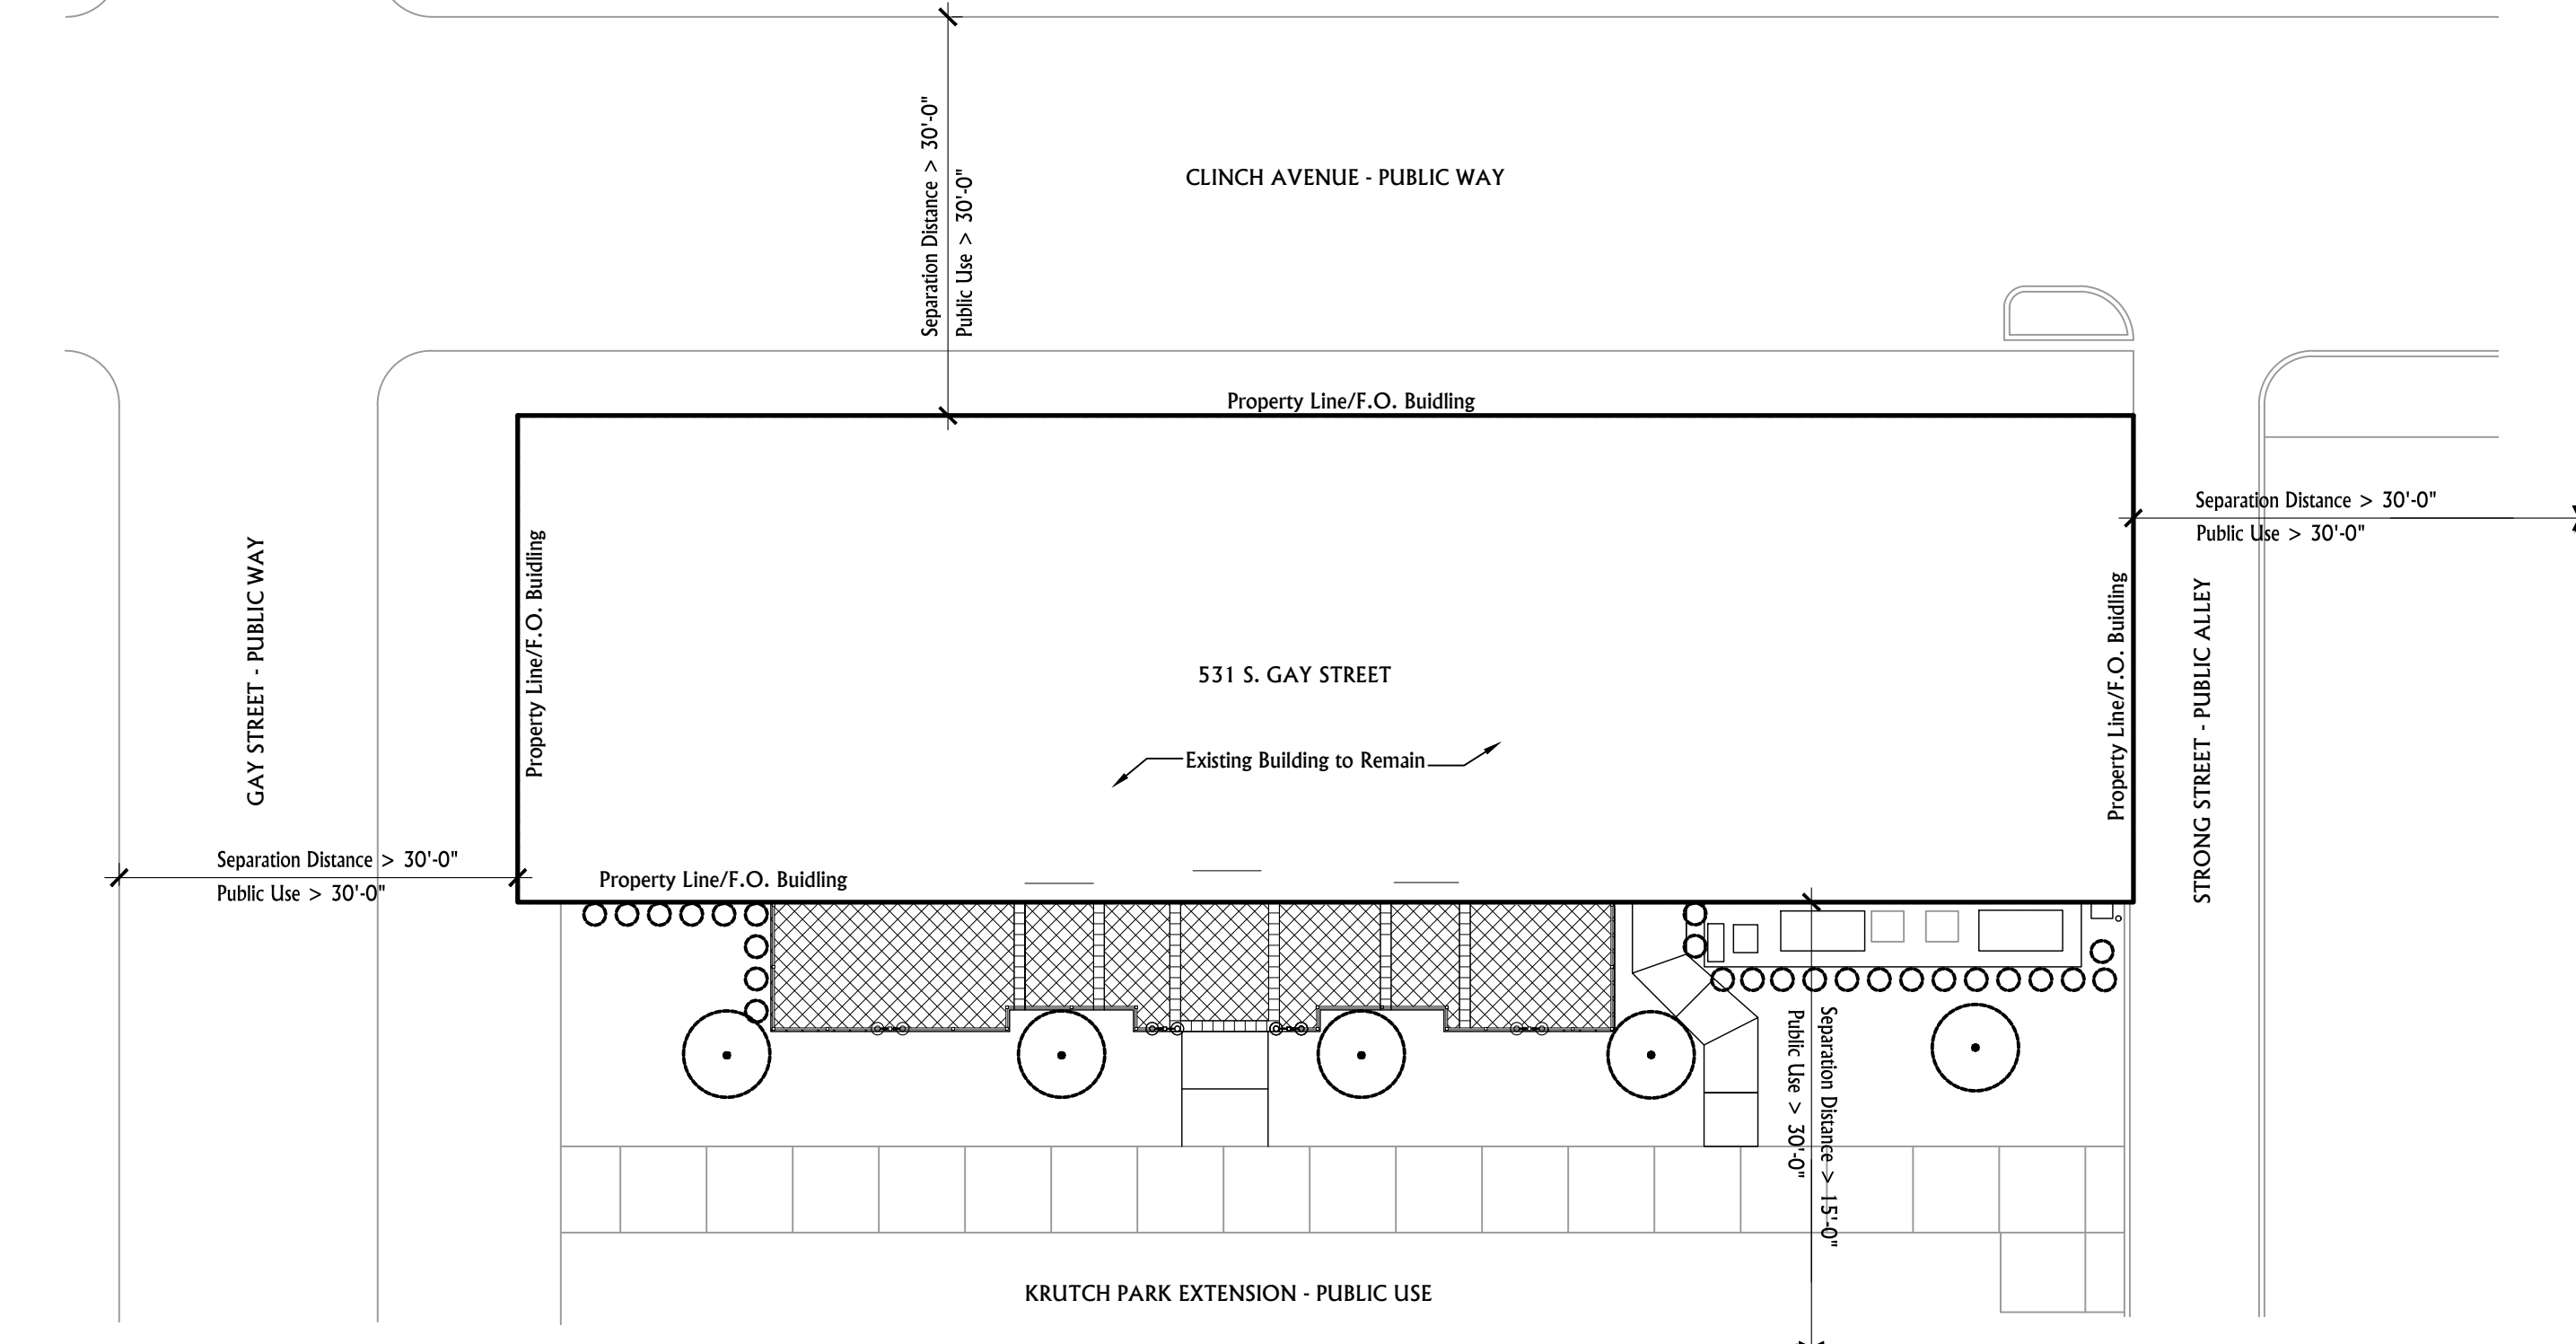 Separation Distance > 30'-0"
Public Use > 30'-0"
CLINCH AVENUE - PUBLIC WAY
Property Line/F.O. Buidling
Separation Distance > 30'-0"
Public Use > 30'-0"
GAY STREET - PUBLIC WAY
Property Line/F.O. Buidling
531 S. GAY STREET
Existing Building to Remain
Property Line/F.O. Buidling
STRONG STREET - PUBLIC ALLEY
Separation Distance > 30'-0"
Public Use > 30'-0"
Property Line/F.O. Buidling
Separation Distance > 15'-0"
Public Use > 30'-0"
KRUTCH PARK EXTENSION - PUBLIC USE